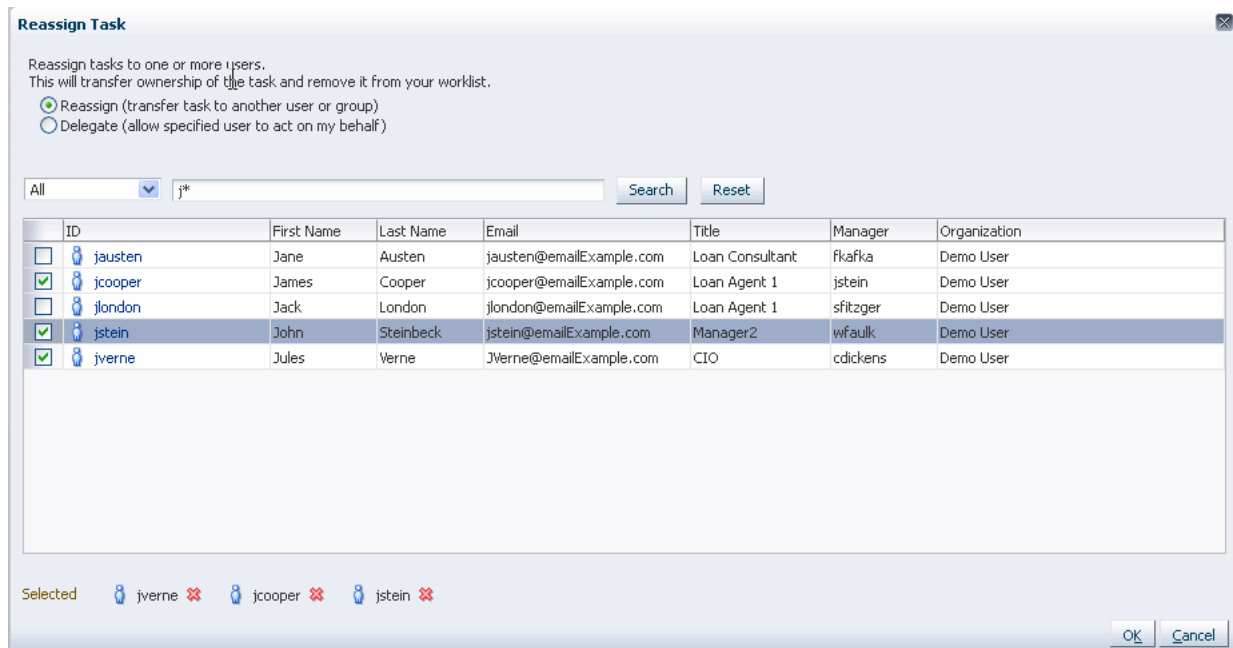 Reassign Task
Reassign tasks to one or more users.
This will transfer ownership of the task and remove it from your worklist.
Reassign (transfer task to another user or group)
Delegate (allow specified user to act on my behalf)
All j* Search Reset
ID First Name Last Name Email Title Manager Organization
jausten Jane Austen jausten@emailExample.com Loan Consultant fkafka Demo User
jcooper James Cooper jcooper@emailExample.com Loan Agent 1 jstein Demo User
jlondon Jack London jlondon@emailExample.com Loan Agent 1 sfitzger Demo User
jstein John Steinbeck jstein@emailExample.com Manager2 wfaulk Demo User
jverne Jules Verne JVerne@emailExample.com CIO cdickens Demo User
Selected jverne jcooper jstein
OK Cancel